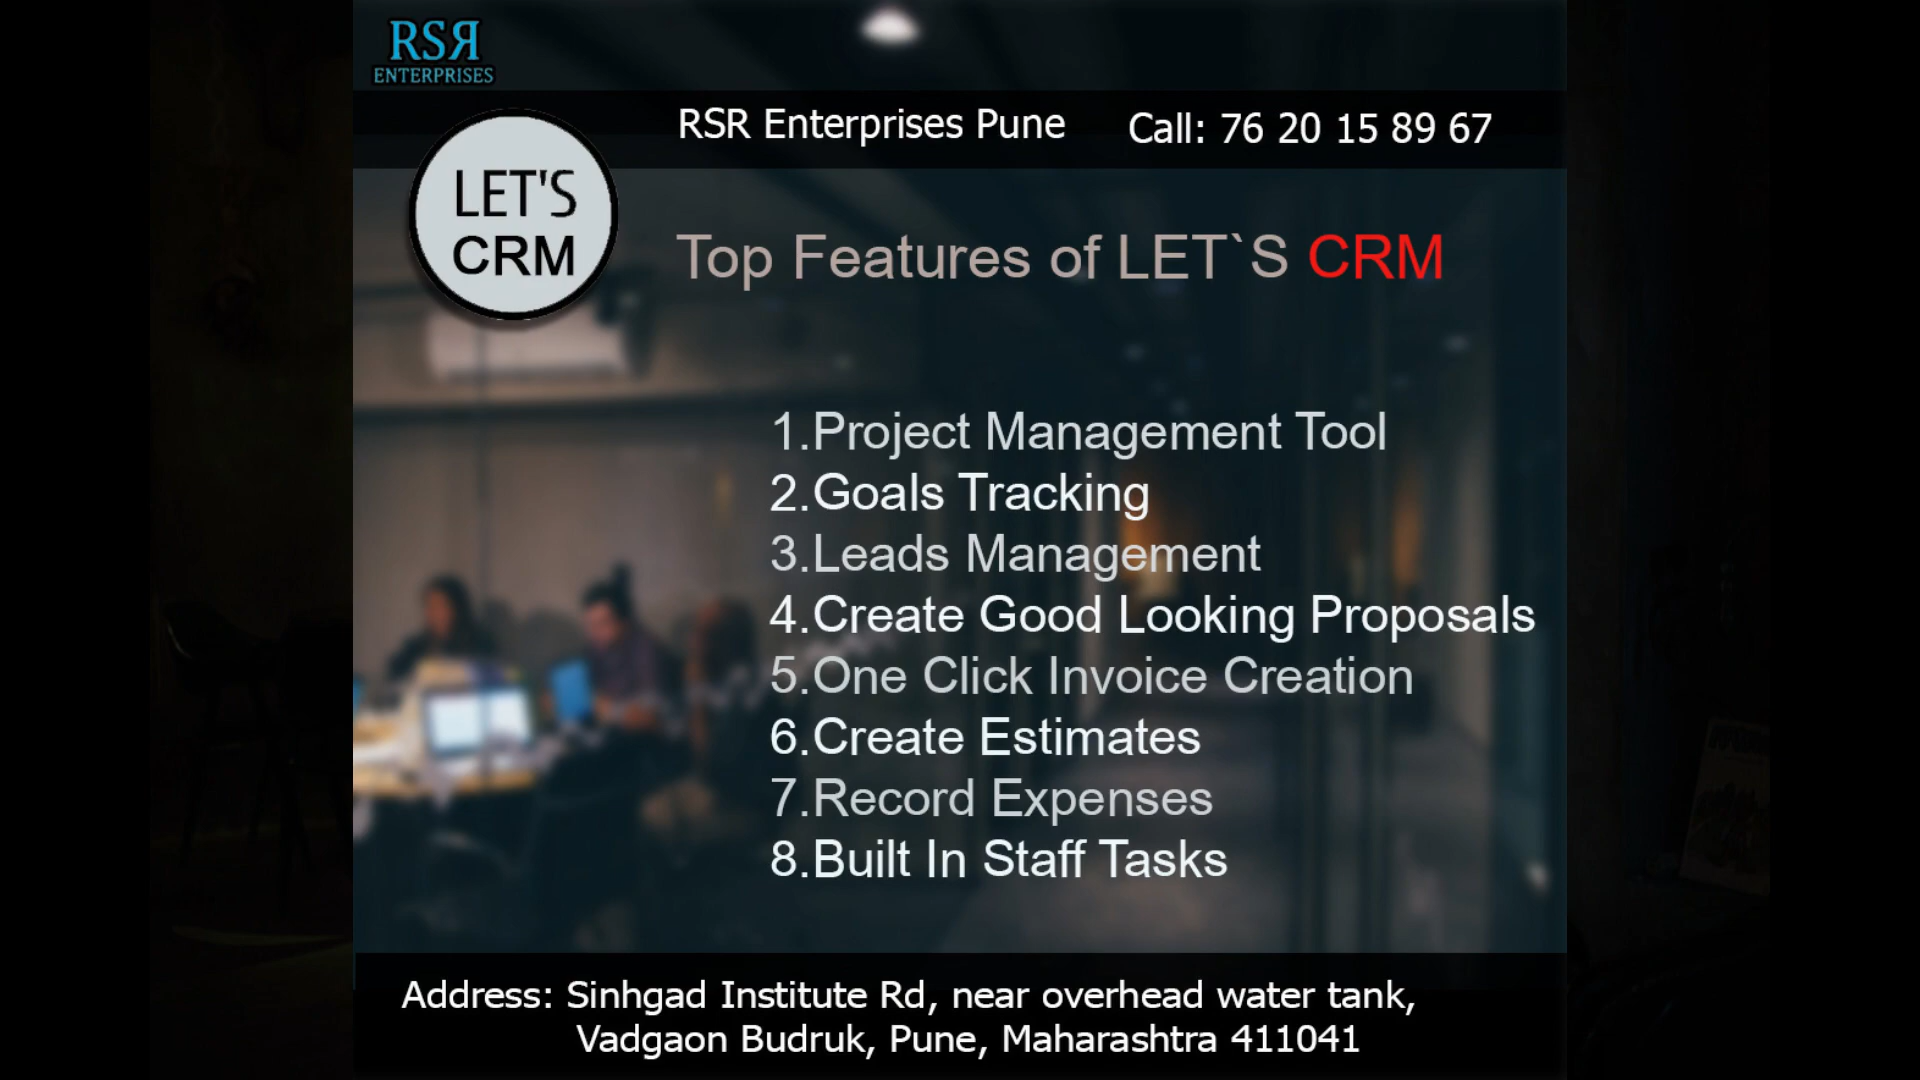 RSR
ENTERPRISES
RSR Enterprises Pune
Call: 76 20 15 89 67
LET'S
CRM
Top Features of LET`S CRM
1.Project Management Tool
2.Goals Tracking
3.Leads Management
4.Create Good Looking Proposals
5.One Click Invoice Creation
6.Create Estimates
7.Record Expenses
8.Built In Staff Tasks
Address: Sinhgad Institute Rd, near overhead water tank,
Vadgaon Budruk, Pune, Maharashtra 411041